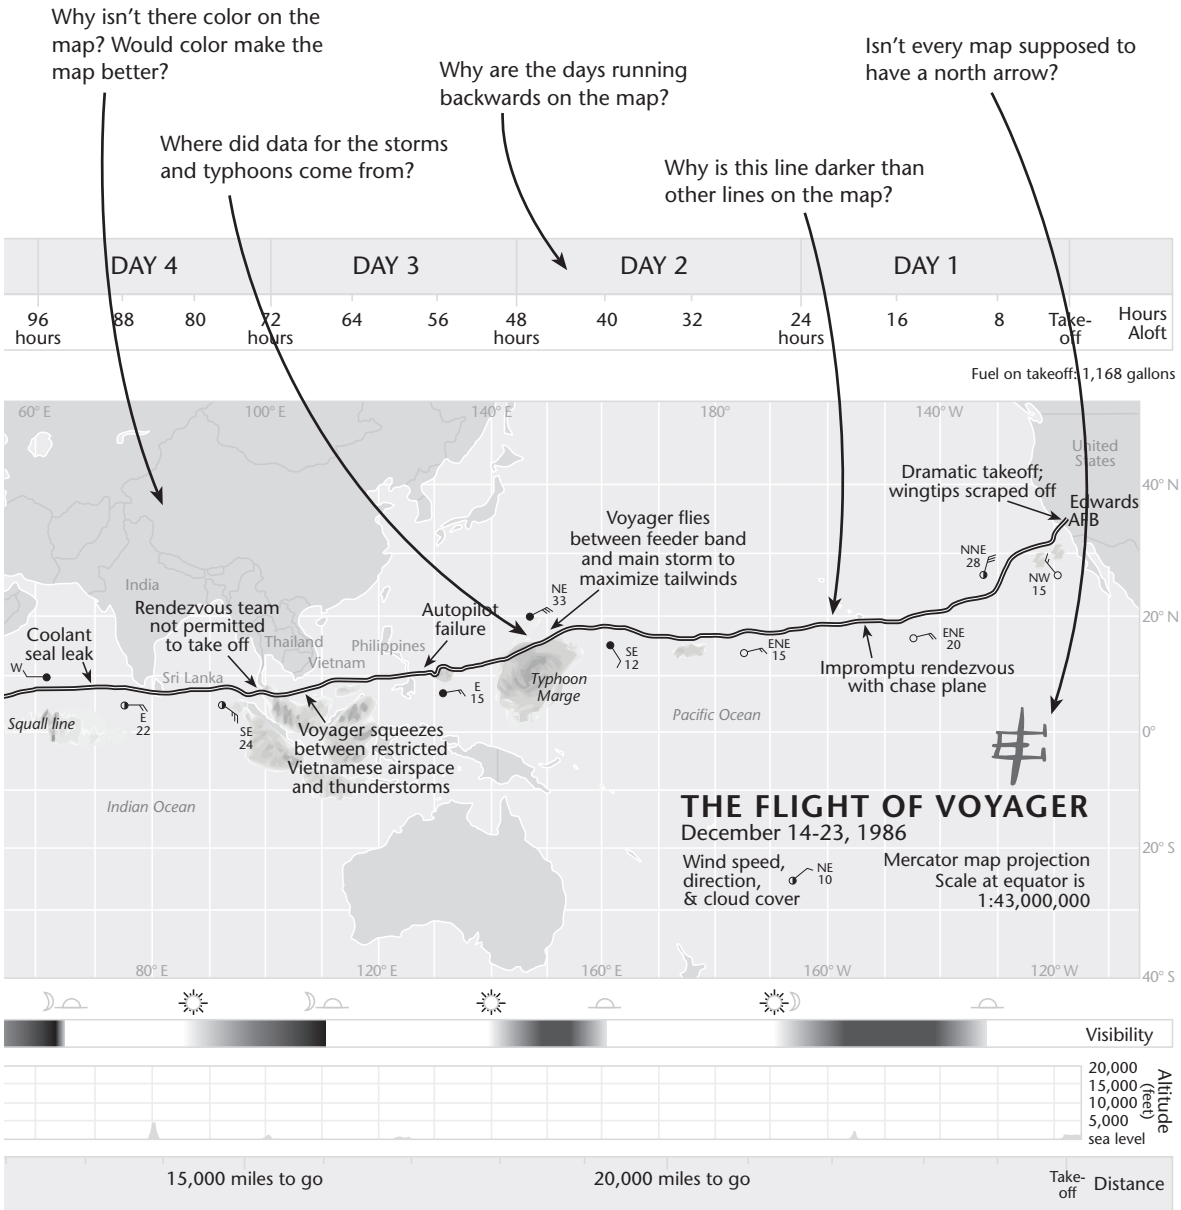 Why isn't there color on the
map? Would color make the
map better?
Why are the days running
backwards on the map?
Isn't every map supposed to
have a north arrow?
Where did data for the storms
and typhoons come from?
Why is this line darker than
other lines on the map?
DAY 4 DAY 3 DAY 2 DAY 1
96 88 80 72 64 56 48 40 32 24 16 8 Take- Hours
hours hours hours hours off Aloft
Fuel on takeoff: 1,168 gallons
60° E 100° E 140° E 180° 140° W
United
States
40° N
Dramatic takeoff;
wingtips scraped off
Edwards
AFB
Voyager flies
between feeder band
and main storm to
maximize tailwinds
NNE
28
NW
15
India
NE
33
Rendezvous team
not permitted
to take off
Autopilot
failure
20° N
Coolant
seal leak
Thailand
Philippines
Vietnam
ENE
20
ENE
15
SE
12
W
Sri Lanka
Impromptu rendezvous
with chase plane
Typhoon
Marge
E
15
Squall line
E
22
SE
24
Pacific Ocean
Voyager squeezes
between restricted
Vietnamese airspace
and thunderstorms
0°
Indian Ocean
THE FLIGHT OF VOYAGER
December 14-23, 1986
20° S
Wind speed,
direction,
& cloud cover
NE
10
Mercator map projection
Scale at equator is
1:43,000,000
80° E 120° E 160° E 160° W 120° W 40° S
Visibility
20,000
15,000
10,000
5,000
sea level
Altitude
(feet)
15,000 miles to go 20,000 miles to go Take- Distance
off